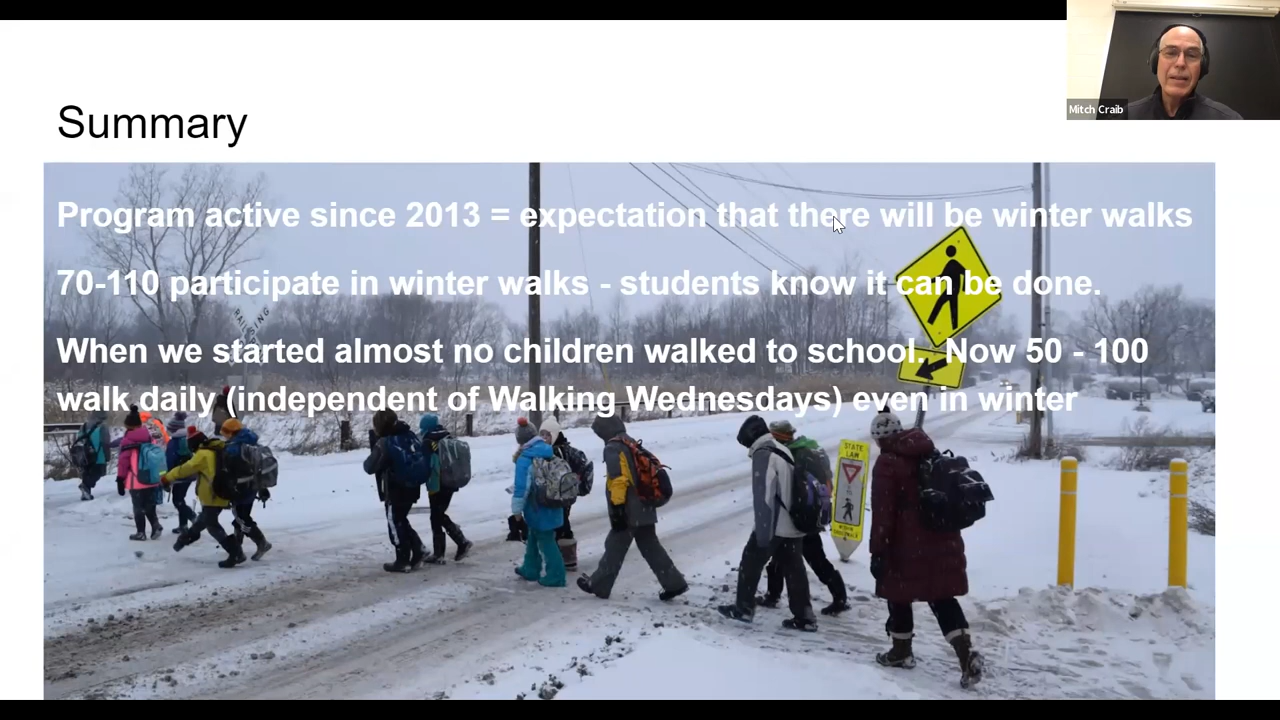 Mitch Craib
Summary
Program active since 2013 = expectation that there will be winter walks
70-110 participate in winter walks - students know it can be done.
When we started almost no children walked to school. Now 50 - 100
walk daily (independent of Walking Wednesdays) even in winter
STATE
LAW